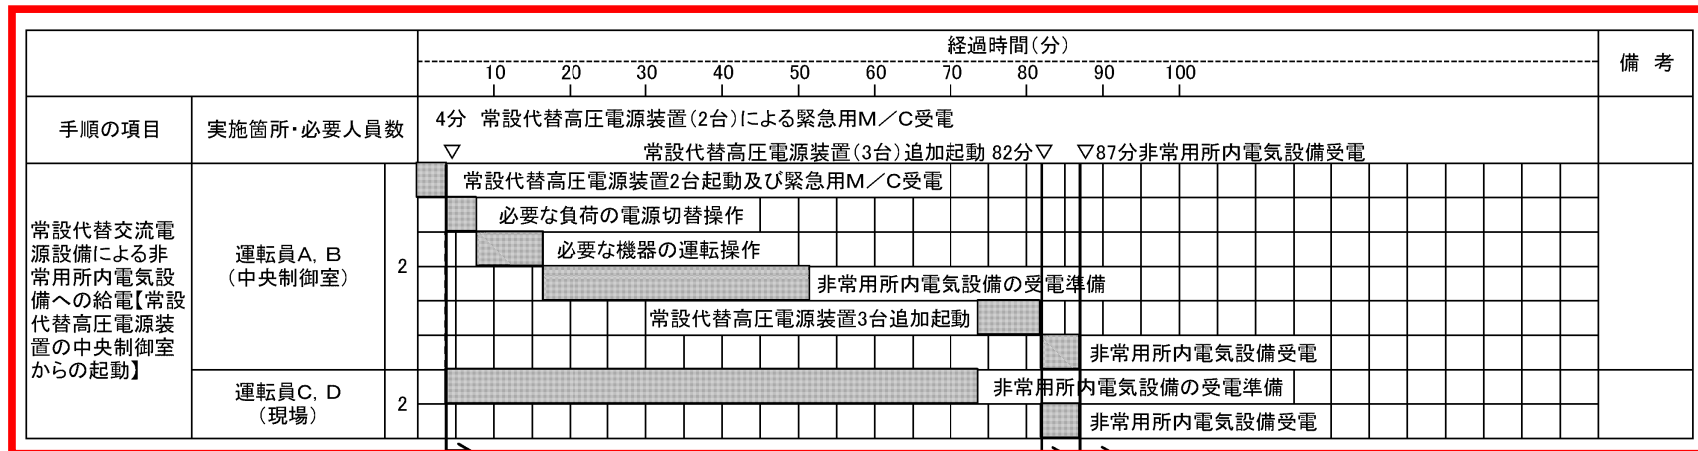 経過時間(分)
備 考
10 20 30 40 50 60 70 80 90 100
手順の項目
実施箇所・必要人員数
4分 常設代替高圧電源装置(2台)による緊急用M/C受電
▽
常設代替高圧電源装置(3台)追加起動 82分▽
▽87分非常用所内電気設備受電
常設代替交流電
源設備による非
常用所内電気設
備への給電【常設
代替高圧電源装
置の中央制御室
からの起動】
運転員A, B
(中央制御室)
2
常設代替高圧電源装置2台起動及び緊急用M/C受電
必要な負荷の電源切替操作
必要な機器の運転操作
非常用所内電気設備の受電準備
常設代替高圧電源装置3台追加起動
非常用所内電気設備受電
運転員C, D
(現場)
2
非常用所内電気設備の受電準備
非常用所内電気設備受電